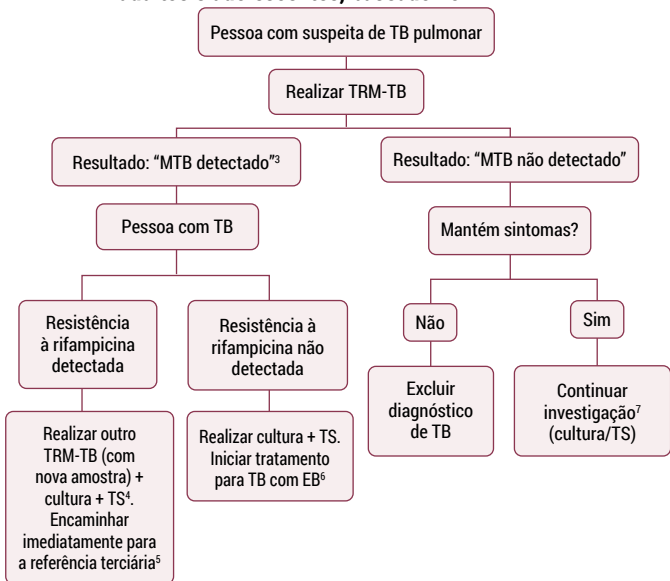 Pessoa com suspeita de TB pulmonar
Realizar TRM-TB
Resultado: “MTB detectado”³
Resultado: “MTB não detectado”
Pessoa com TB
Mantém sintomas?
Resistência
à rifampicina
detectada
Resistência à
rifampicina não
detectada
Não
Sim
Realizar outro
TRM-TB (com
nova amostra) +
cultura + TS⁴.
Encaminhar
imediatamente para
a referência terciária⁵
Realizar cultura + TS.
Iniciar tratamento
para TB com EB⁶
Excluir
diagnóstico
de TB
Continuar
investigação⁷
(cultura/TS)